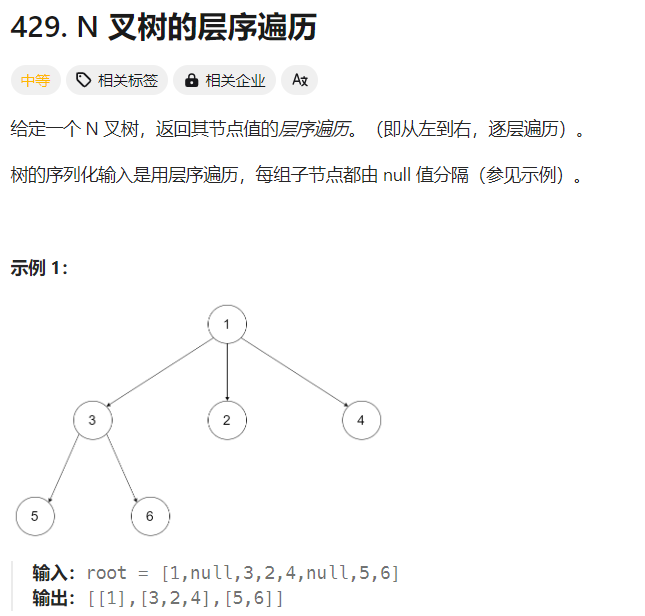 429. N 叉树的层序遍历
中等 相关标签 相关企业 Aあ
给定一个 N 叉树，返回其节点值的层序遍历。（即从左到右，逐层遍历）。
树的序列化输入是用层序遍历，每组子节点都由 null 值分隔（参见示例）。
示例 1：
1
3 2 4
5 6
输入：root = [1,null,3,2,4,null,5,6]
输出：[[1],[3,2,4],[5,6]]